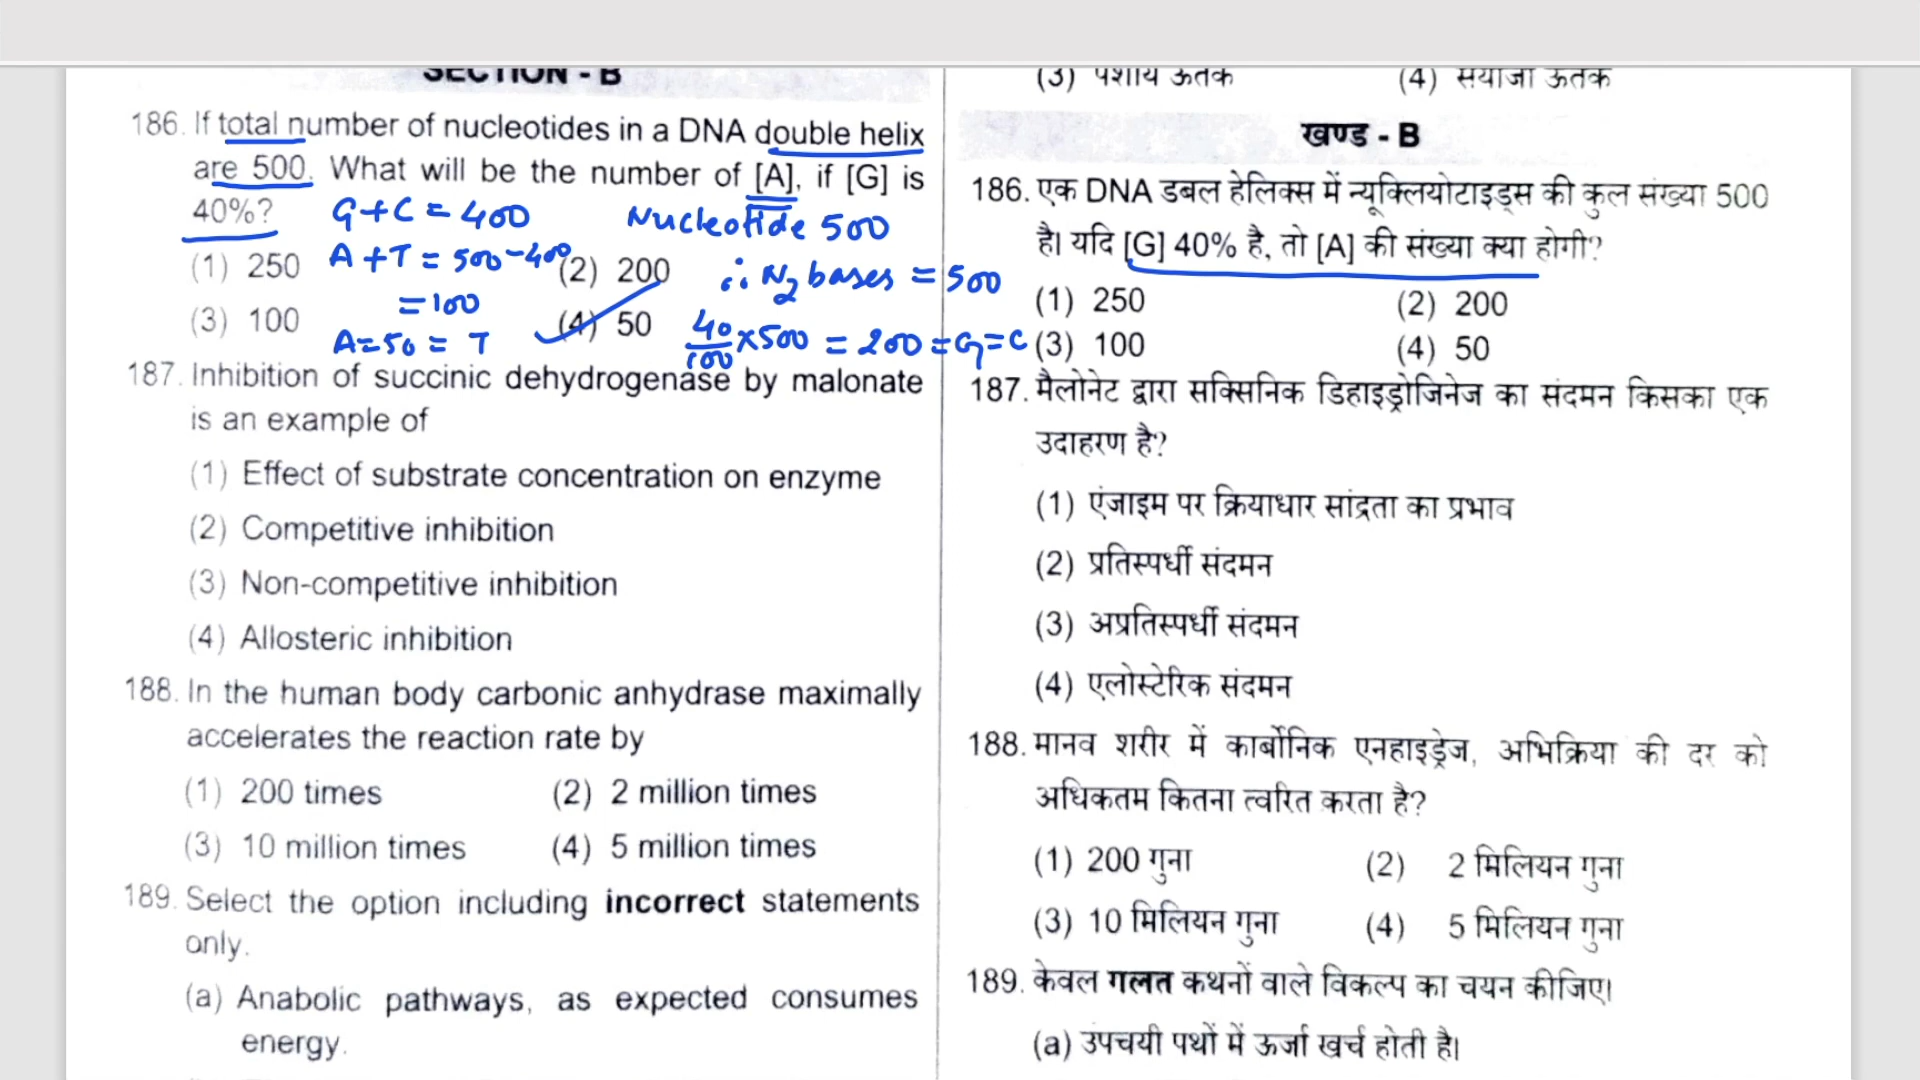 SECTION - B
186. If total number of nucleotides in a DNA double helix
are 500. What will be the number of [A], if [G] is
40%?
G+C = 400
Nucleotide 500
(1) 250
A+T = 500-400
(2) 200
∴ N2 bases = 500
= 100
(3) 100
(4) 50
A=50 = T
40/100 ×500 = 200 = G=C
187. Inhibition of succinic dehydrogenase by malonate
is an example of
(1) Effect of substrate concentration on enzyme
(2) Competitive inhibition
(3) Non-competitive inhibition
(4) Allosteric inhibition
188. In the human body carbonic anhydrase maximally
accelerates the reaction rate by
(1) 200 times (2) 2 million times
(3) 10 million times (4) 5 million times
189. Select the option including incorrect statements
only.
(a) Anabolic pathways, as expected consumes
energy.
(4) संयोजी ऊतक
खण्ड - B
186. एक DNA डबल हेलिक्स में न्यूक्लियोटाइड्स की कुल संख्या 500
है। यदि [G] 40% है, तो [A] की संख्या क्या होगी?
(1) 250 (2) 200
(3) 100 (4) 50
187. मैलोनेट द्वारा सक्सिनिक डिहाइड्रोजिनेज का संदमन किसका एक
उदाहरण है?
(1) एंजाइम पर क्रियाधार सांद्रता का प्रभाव
(2) प्रतिस्पर्धी संदमन
(3) अप्रतिस्पर्धी संदमन
(4) एलोस्टेरिक संदमन
188. मानव शरीर में कार्बोनिक एनहाइड्रेज, अभिक्रिया की दर को
अधिकतम कितना त्वरित करता है?
(1) 200 गुना (2) 2 मिलियन गुना
(3) 10 मिलियन गुना (4) 5 मिलियन गुना
189. केवल गलत कथनों वाले विकल्प का चयन कीजिए।
(a) उपचयी पथों में ऊर्जा खर्च होती है।